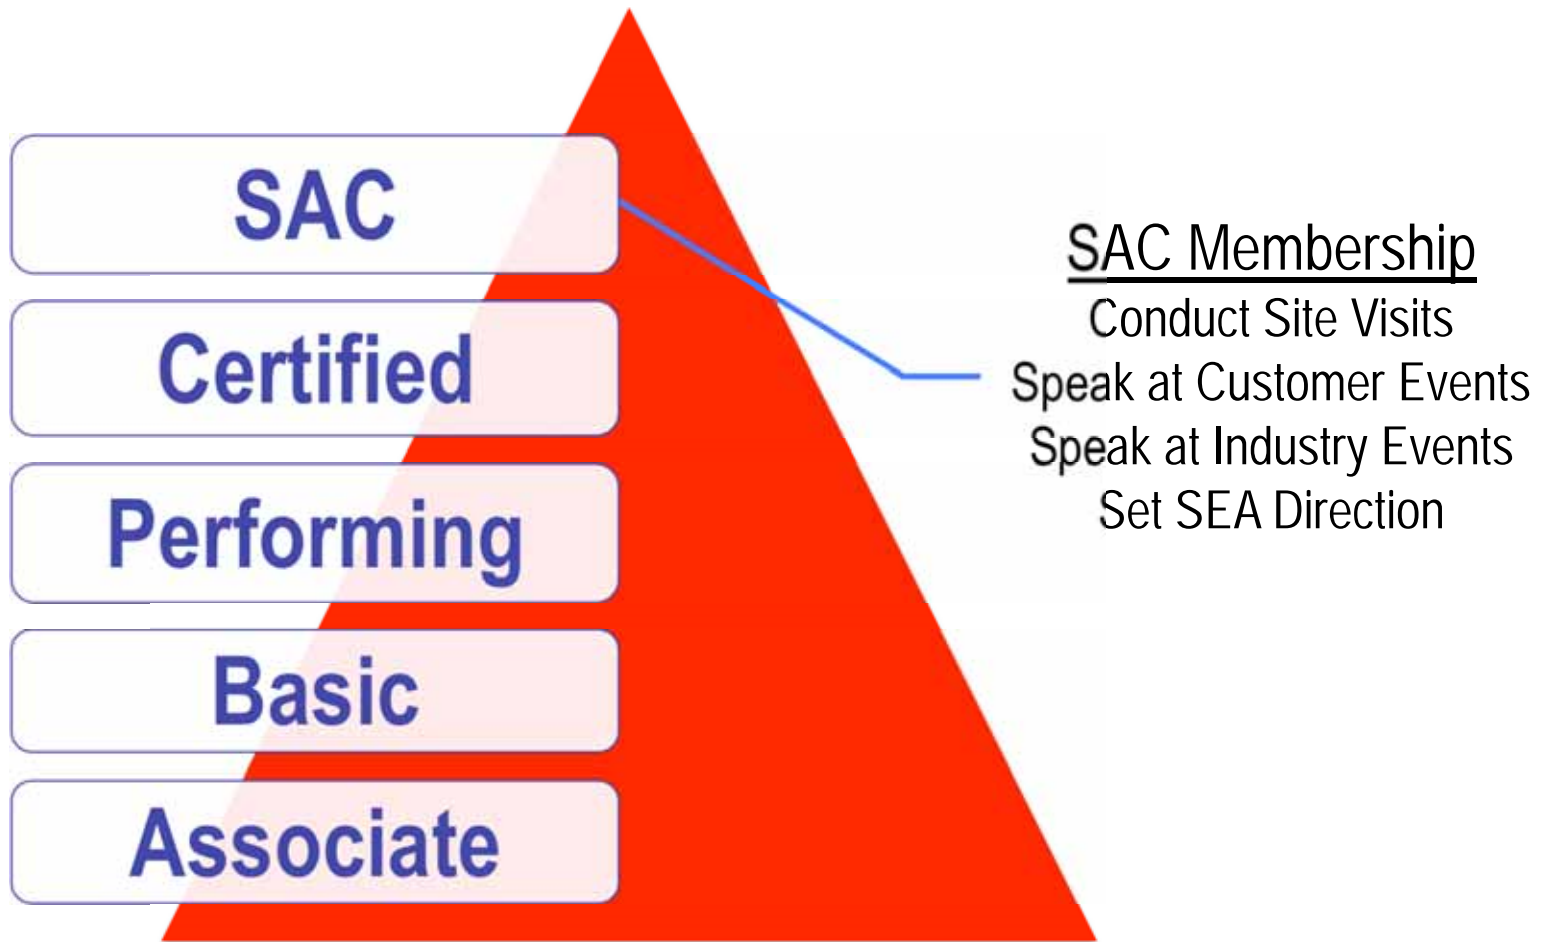 SAC
Certified
Performing
Basic
Associate
SAC Membership
Conduct Site Visits
Speak at Customer Events
Speak at Industry Events
Set SEA Direction